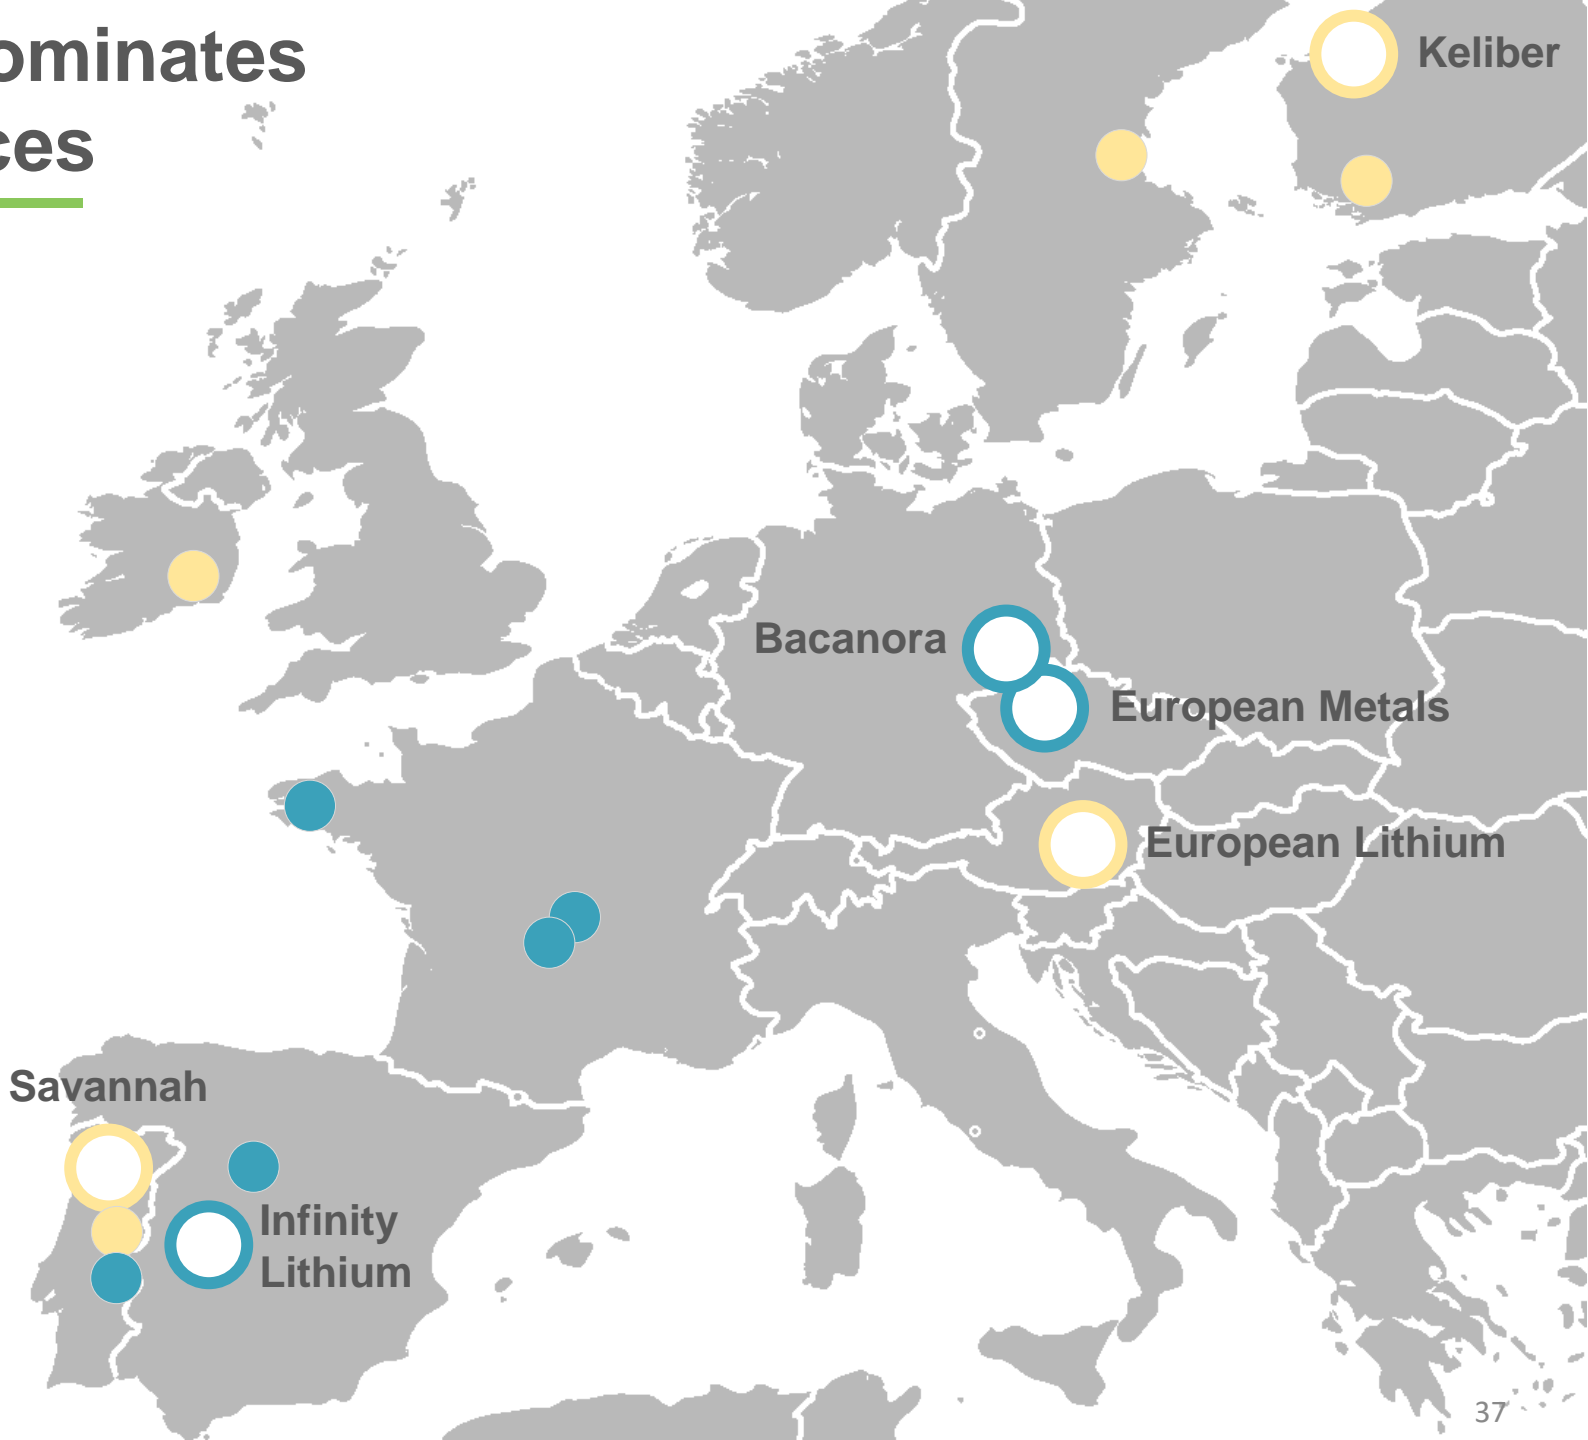 ominates
ces
Keliber
Bacanora
European Metals
European Lithium
Savannah
Infinity
Lithium
37